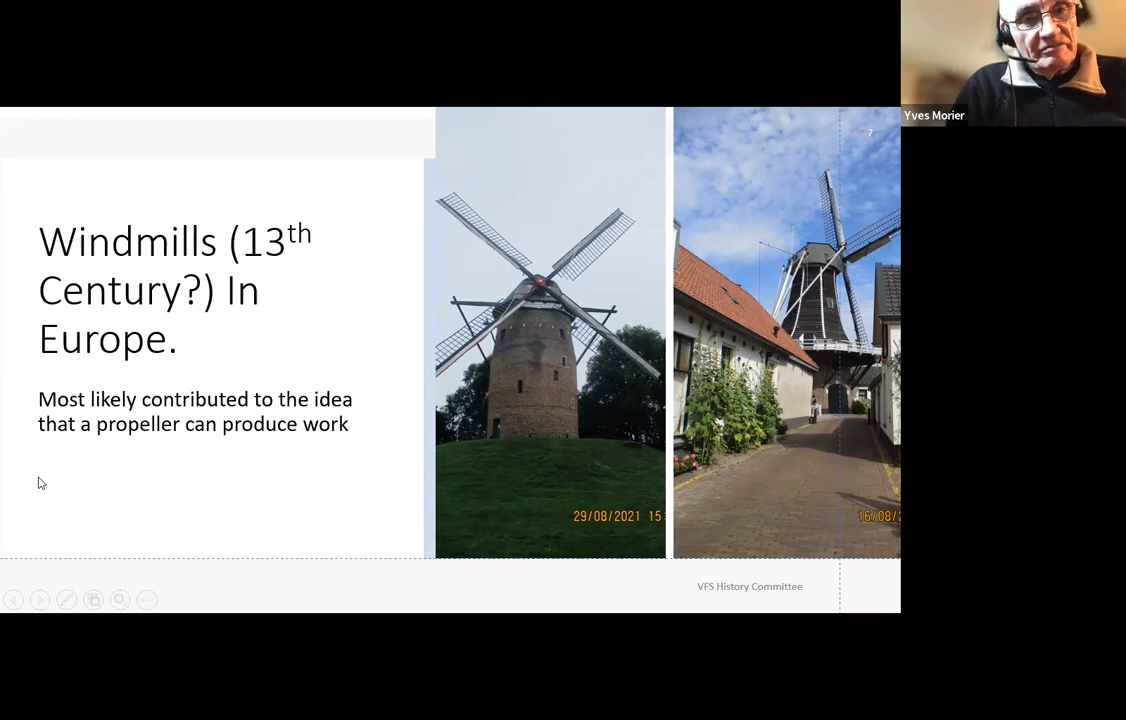 Yves Morier
7
Windmills (13th
Century?) In
Europe.
Most likely contributed to the idea
that a propeller can produce work
29/08/2021 15
16/08/
VFS History Committee